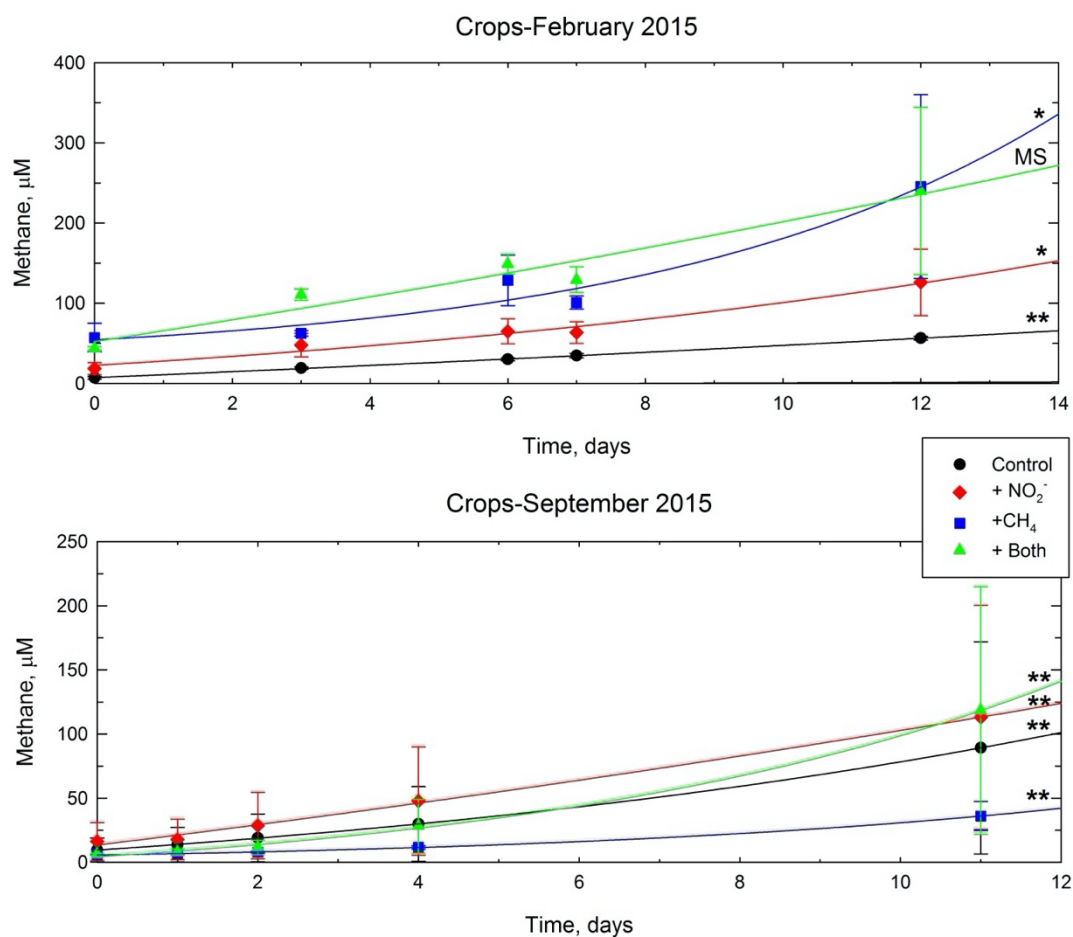 Crops-February 2015
400
300
200
100
0
Methane, μM
*
MS
*
**
0 2 4 6 8 10 12 14
Time, days
Control
+ NO₂⁻
+CH₄
+ Both
Crops-September 2015
250
200
150
100
50
0
Methane, μM
**
**
**
**
0 2 4 6 8 10 12
Time, days